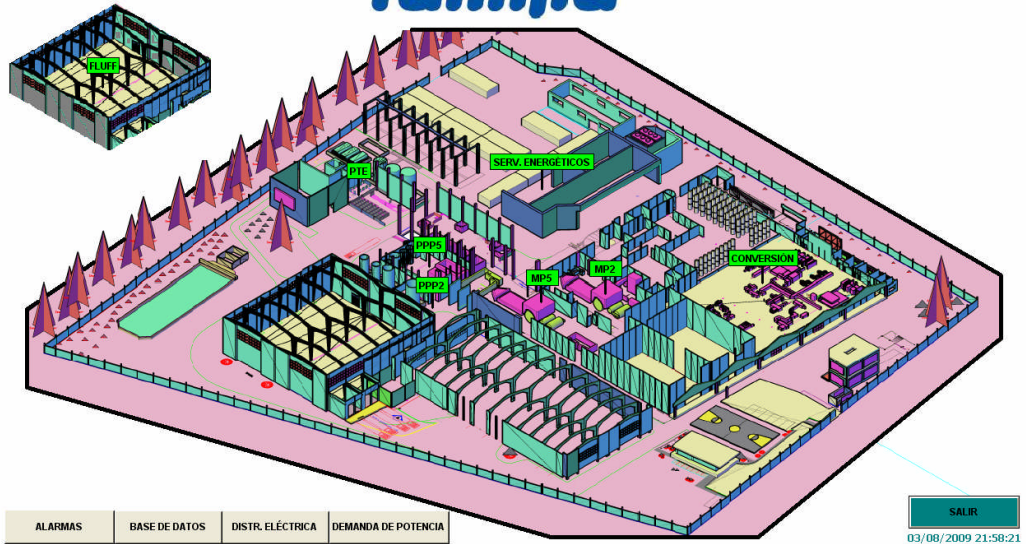 FLUFF
SERV. ENERGÉTICOS
PTE
PPP5
CONVERSIÓN
MP2
MP5
PPP2
ALARMAS
BASE DE DATOS
DISTR. ELÉCTRICA
DEMANDA DE POTENCIA
SALIR
03/08/2009 21:58:21